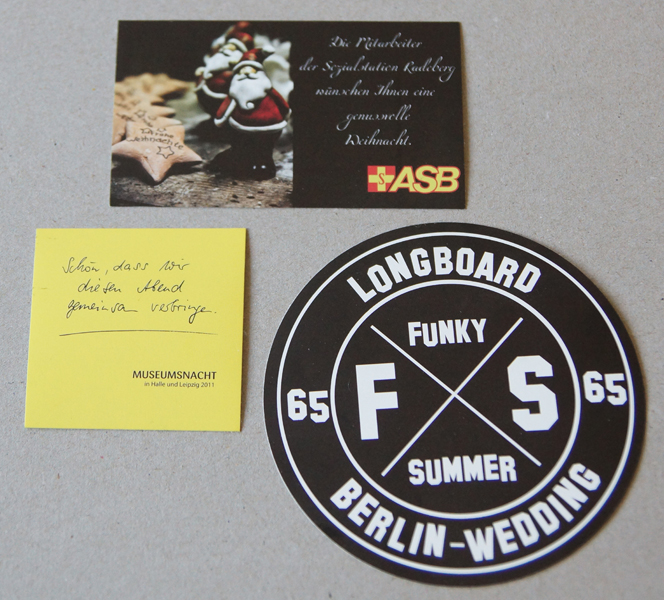 Die Mitarbeiter
der Sozialstation Radeberg
wünschen Ihnen eine
genussvolle
Weihnacht.
S ASB
Schön, dass wir
diesen Abend
gemeinsam verbringen.
MUSEUMSNACHT
in Halle und Leipzig 2011
LONGBOARD
FUNKY
65 F S 65
SUMMER
BERLIN-WEDDING